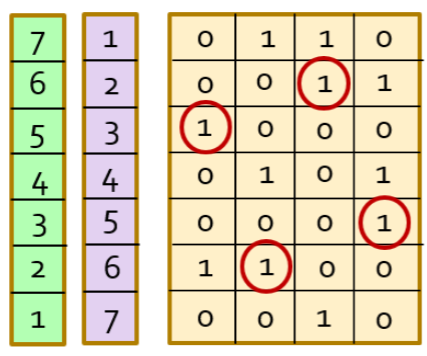 7 1 0 1 1 0
6 2 0 0 1 1
5 3 1 0 0 0
4 4 0 1 0 1
3 5 0 0 0 1
2 6 1 1 0 0
1 7 0 0 1 0